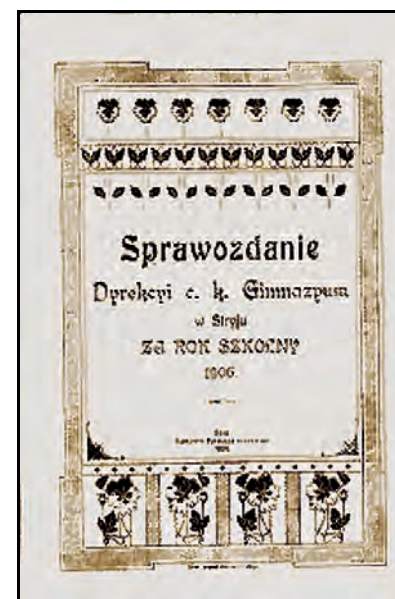 Sprawozdanie
Dyrekcyi c. k. Gimnazyum
w Stryju
ZA ROK SZKOLNY
1906.